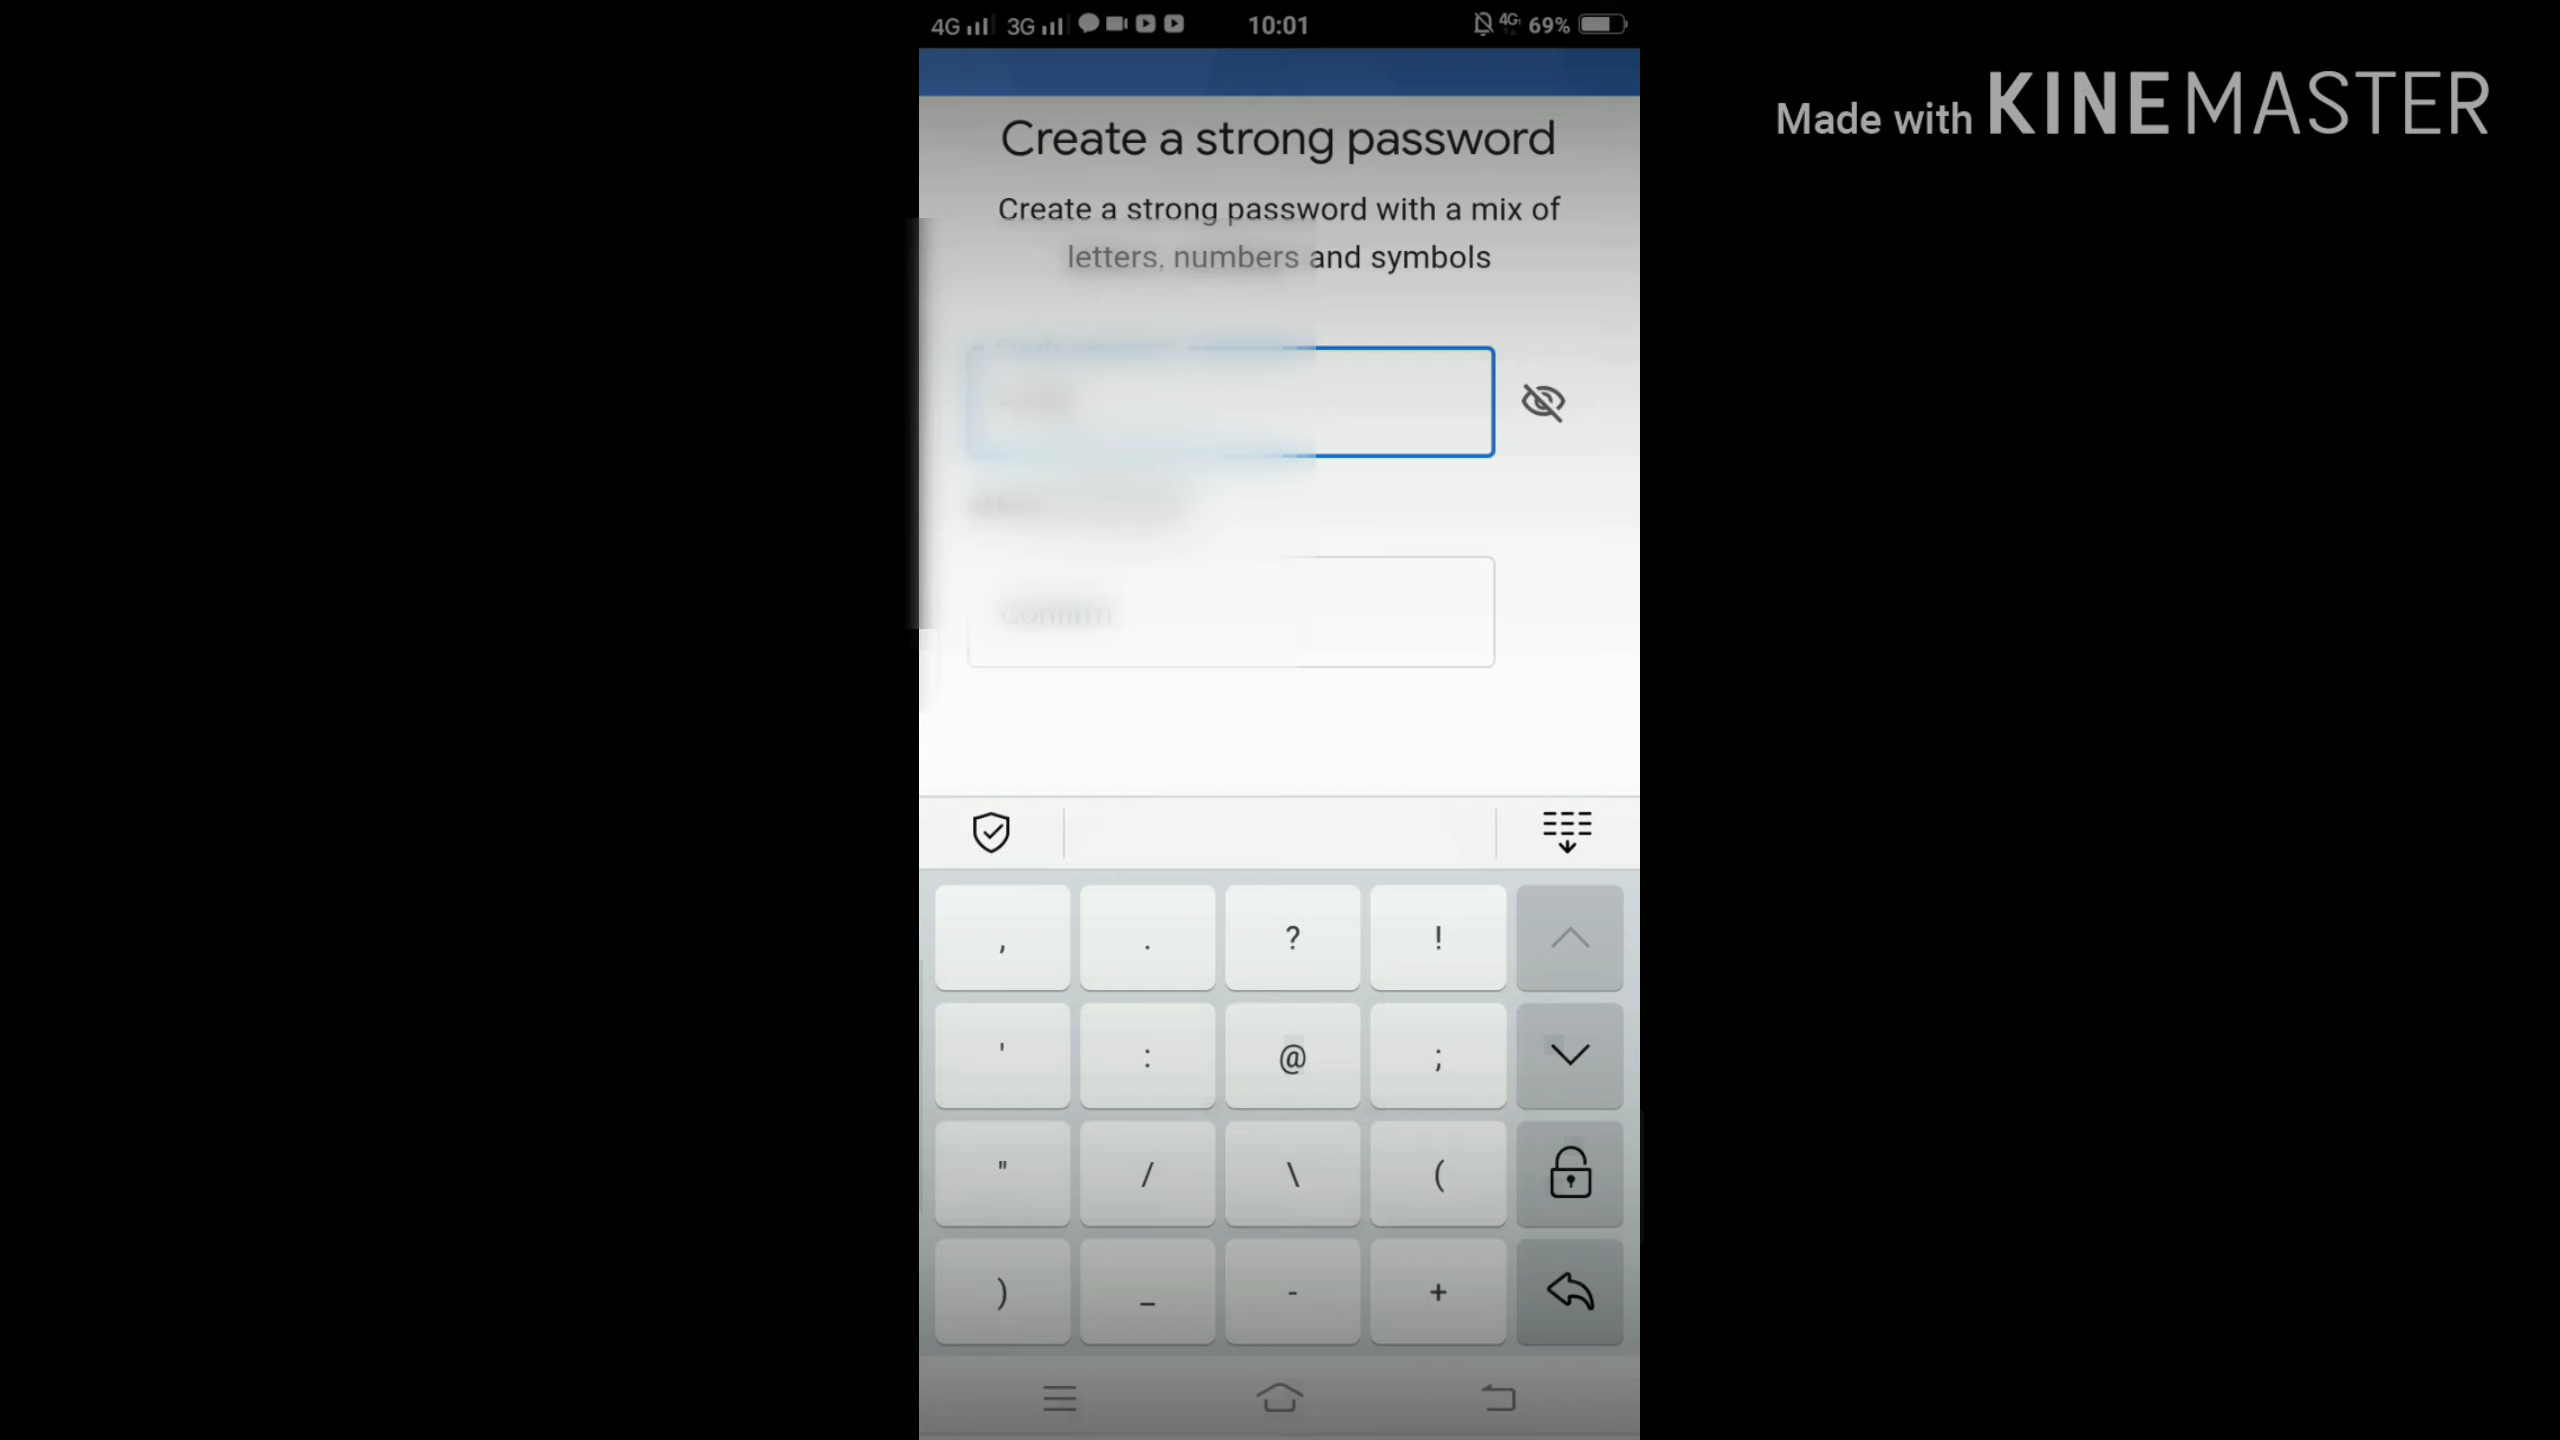 4G 3G 10:01 4G 69%
Made with KINEMASTER
Create a strong password
Create a strong password with a mix of
letters, numbers and symbols
Confirm
, . ? !
' : @ ;
" / \ (
) _ - +